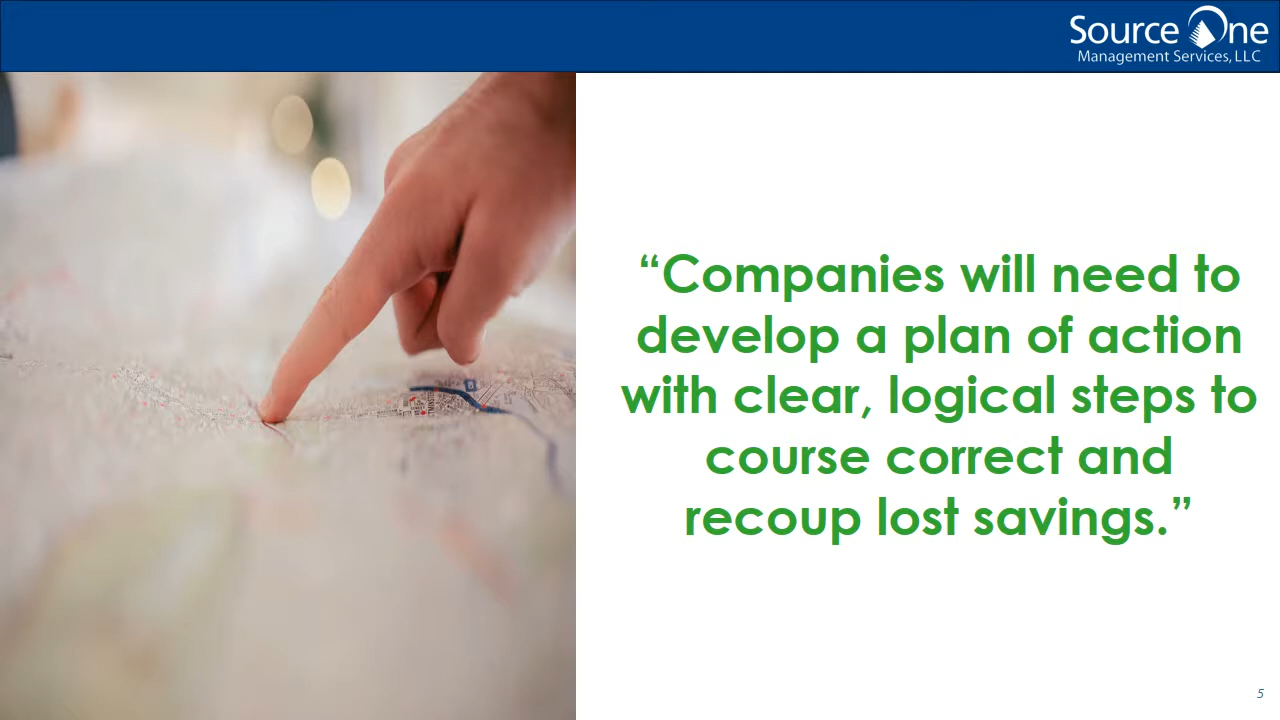 Source One
Management Services, LLC
“Companies will need to
develop a plan of action
with clear, logical steps to
course correct and
recoup lost savings.”
5